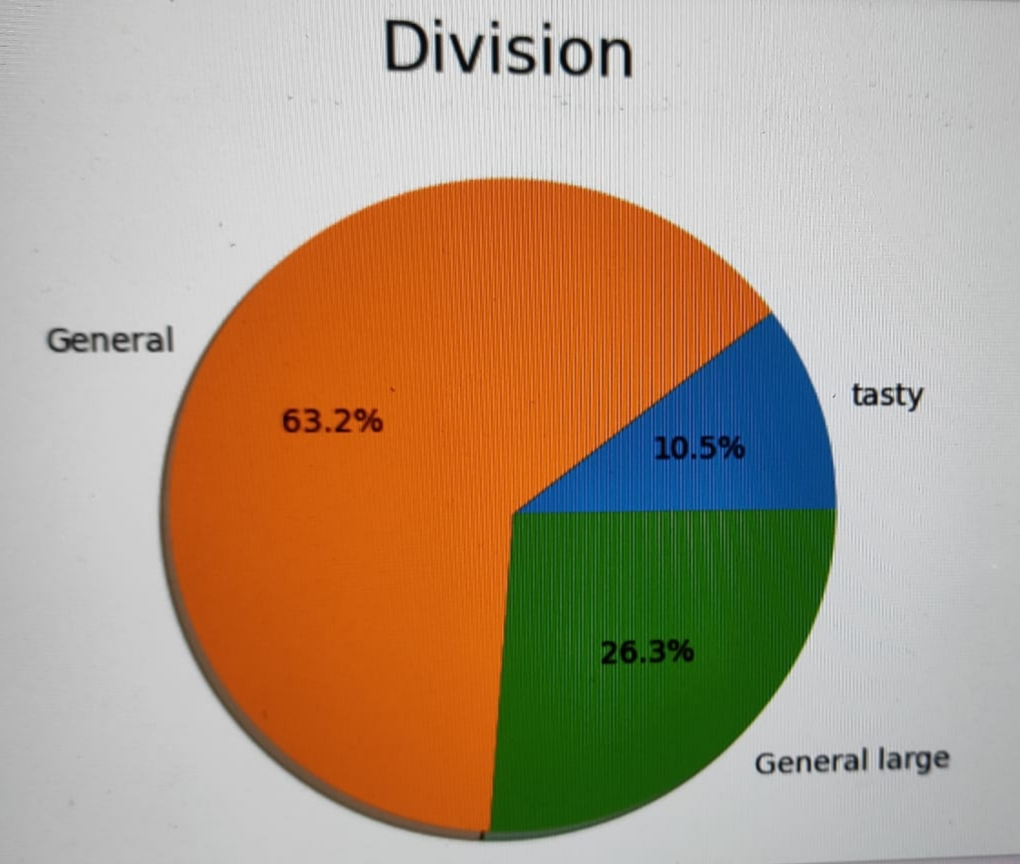 Division
General
63.2%
tasty
10.5%
26.3%
General large